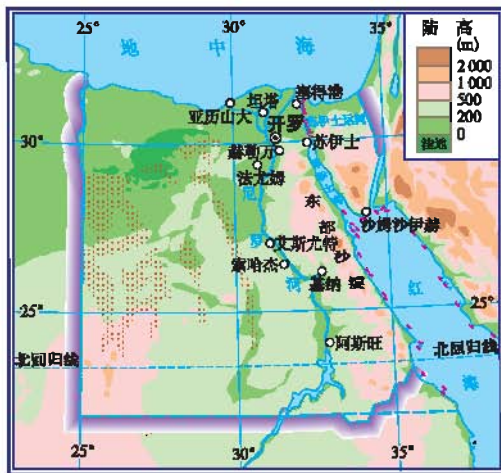 25° 30° 35°
陆 高
(m)
2 000
1 000
500
200
0
洼地
地 中 海
坦塔
塞得港
亚历山大
开罗
苏伊士运河
30° 30°
赫勒万
苏伊士
法尤姆
尼 罗 河
东 部 沙 漠
沙姆沙伊赫
艾斯尤特
索哈杰
基纳
红 海
25° 25°
阿斯旺
北回归线
北回归线
25° 30° 35°